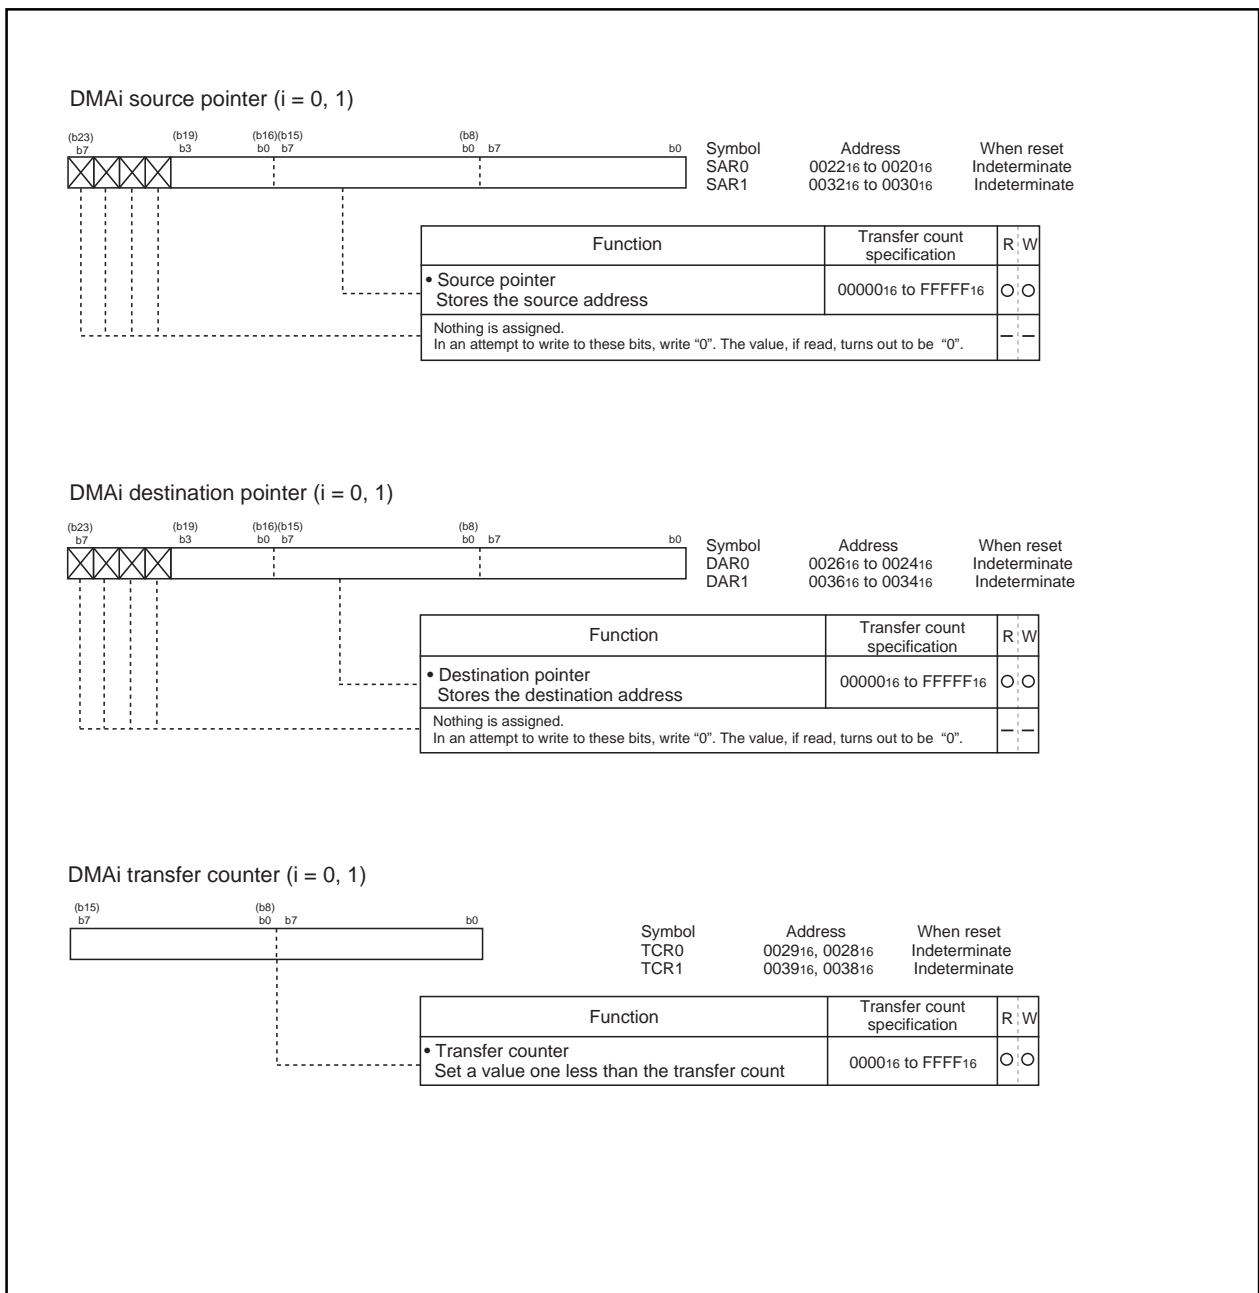 DMAi source pointer (i = 0, 1)
(b23) (b19) (b16)(b15) (b8)
b7 b3 b0 b7 b0 b7 b0
Symbol Address When reset
SAR0 002216 to 002016 Indeterminate
SAR1 003216 to 003016 Indeterminate
Function Transfer count specification R W
• Source pointer
Stores the source address 0000016 to FFFFF16
Nothing is assigned.
In an attempt to write to these bits, write “0”. The value, if read, turns out to be “0”. – –
DMAi destination pointer (i = 0, 1)
(b23) (b19) (b16)(b15) (b8)
b7 b3 b0 b7 b0 b7 b0
Symbol Address When reset
DAR0 002616 to 002416 Indeterminate
DAR1 003616 to 003416 Indeterminate
Function Transfer count specification R W
• Destination pointer
Stores the destination address 0000016 to FFFFF16
Nothing is assigned.
In an attempt to write to these bits, write “0”. The value, if read, turns out to be “0”. – –
DMAi transfer counter (i = 0, 1)
(b15) (b8)
b7 b0 b7 b0
Symbol Address When reset
TCR0 002916, 002816 Indeterminate
TCR1 003916, 003816 Indeterminate
Function Transfer count specification R W
• Transfer counter
Set a value one less than the transfer count 000016 to FFFF16